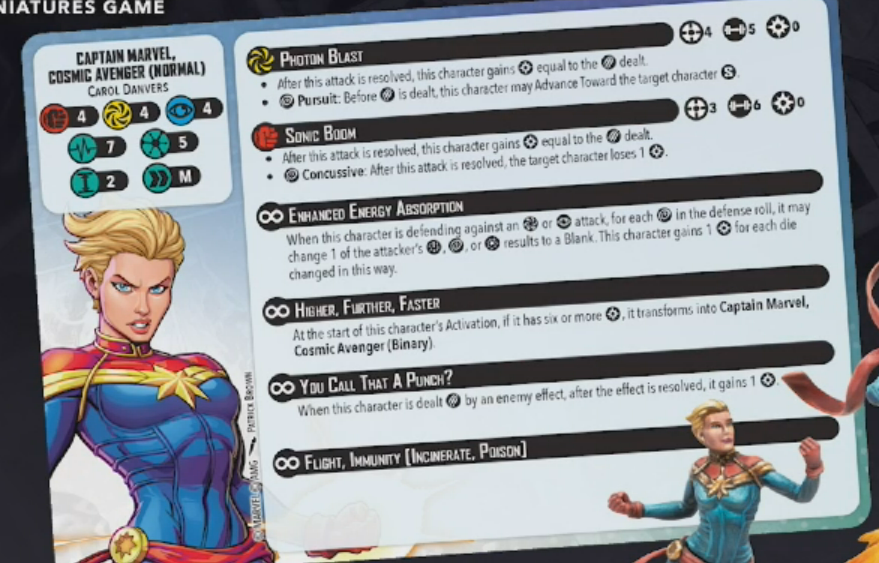 NIATURES GAME
CAPTAIN MARVEL,
COSMIC AVENGER (NORMAL)
CAROL DANVERS
4 4 4
7 5
2 M
PHOTON BLAST 4 5 0
• After this attack is resolved, this character gains equal to the dealt.
• Pursuit: Before is dealt, this character may Advance Toward the target character S.
SONIC BOOM 3 6 0
• After this attack is resolved, this character gains equal to the dealt.
• Concussive: After this attack is resolved, the target character loses 1 .
ENHANCED ENERGY ABSORPTION
When this character is defending against an or attack, for each in the defense roll, it may
change 1 of the attacker's , , or results to a Blank. This character gains 1 for each die
changed in this way.
HIGHER, FURTHER, FASTER
At the start of this character's Activation, if it has six or more , it transforms into Captain Marvel,
Cosmic Avenger (Binary).
YOU CALL THAT A PUNCH?
When this character is dealt by an enemy effect, after the effect is resolved, it gains 1 .
FLIGHT, IMMUNITY [INCINERATE, POISON]
PATRICK BROWN